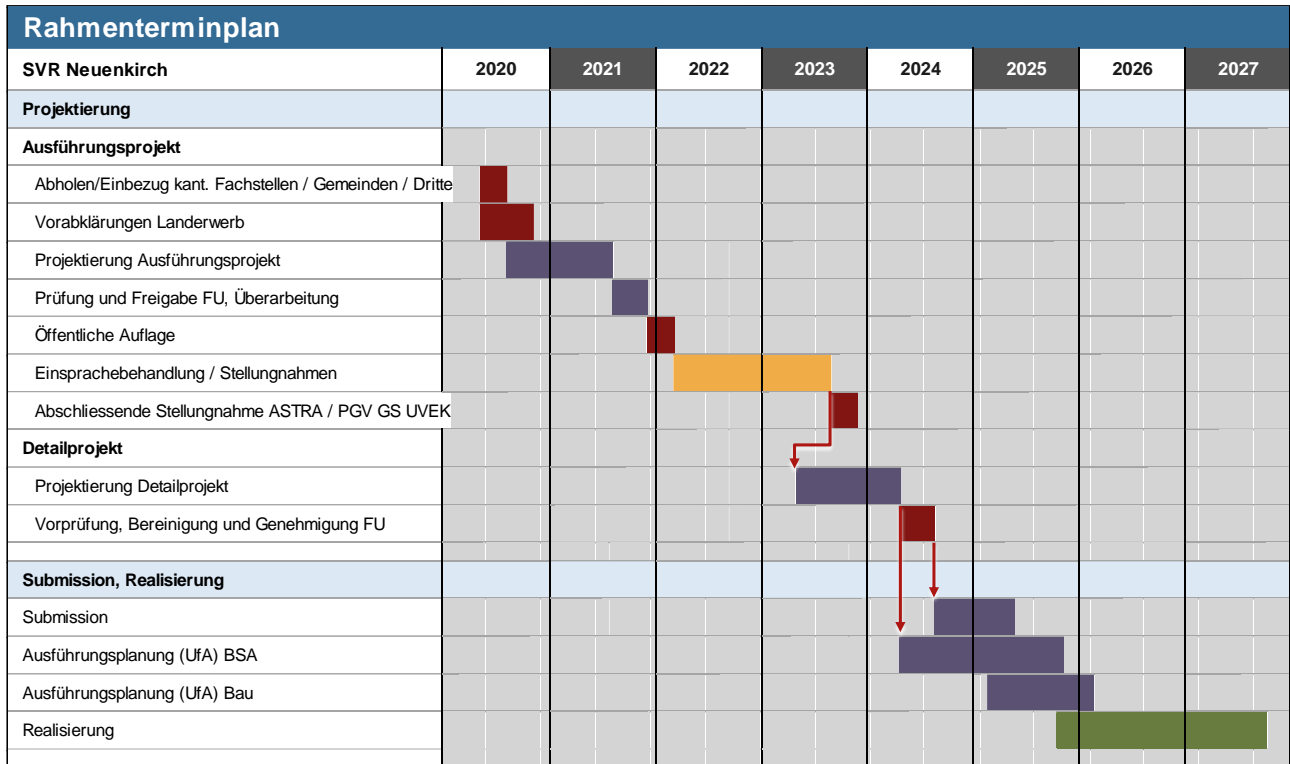 Rahmenterminplan
SVR Neuenkirch 2020 2021 2022 2023 2024 2025 2026 2027
Projektierung
Ausführungsprojekt
Abholen/Einbezug kant. Fachstellen / Gemeinden / Dritte
Vorabklärungen Landerwerb
Projektierung Ausführungsprojekt
Prüfung und Freigabe FU, Überarbeitung
Öffentliche Auflage
Einsprachebehandlung / Stellungnahmen
Abschliessende Stellungnahme ASTRA / PGV GS UVEK
Detailprojekt
Projektierung Detailprojekt
Vorprüfung, Bereinigung und Genehmigung FU
Submission, Realisierung
Submission
Ausführungsplanung (UfA) BSA
Ausführungsplanung (UfA) Bau
Realisierung